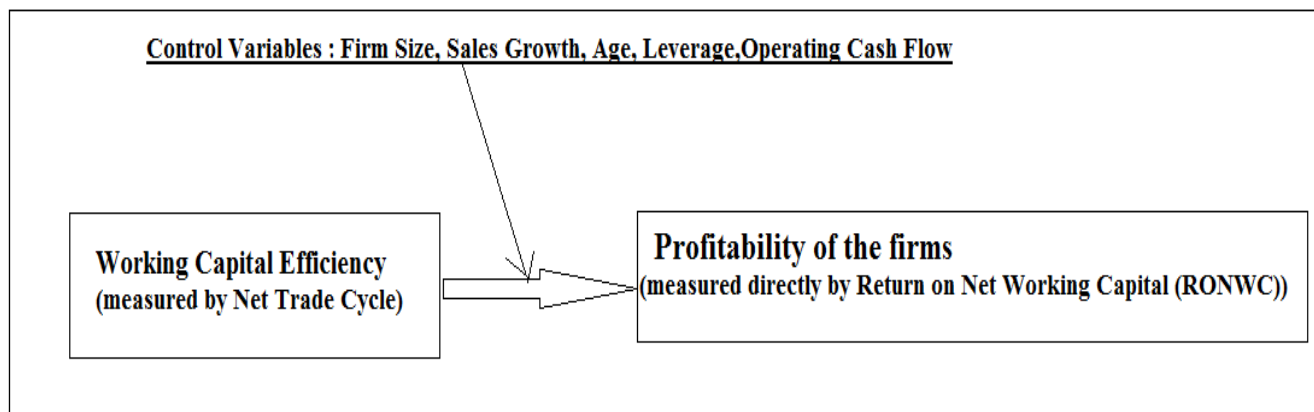 Control Variables : Firm Size, Sales Growth, Age, Leverage,Operating Cash Flow
Working Capital Efficiency
(measured by Net Trade Cycle)
Profitability of the firms
(measured directly by Return on Net Working Capital (RONWC))